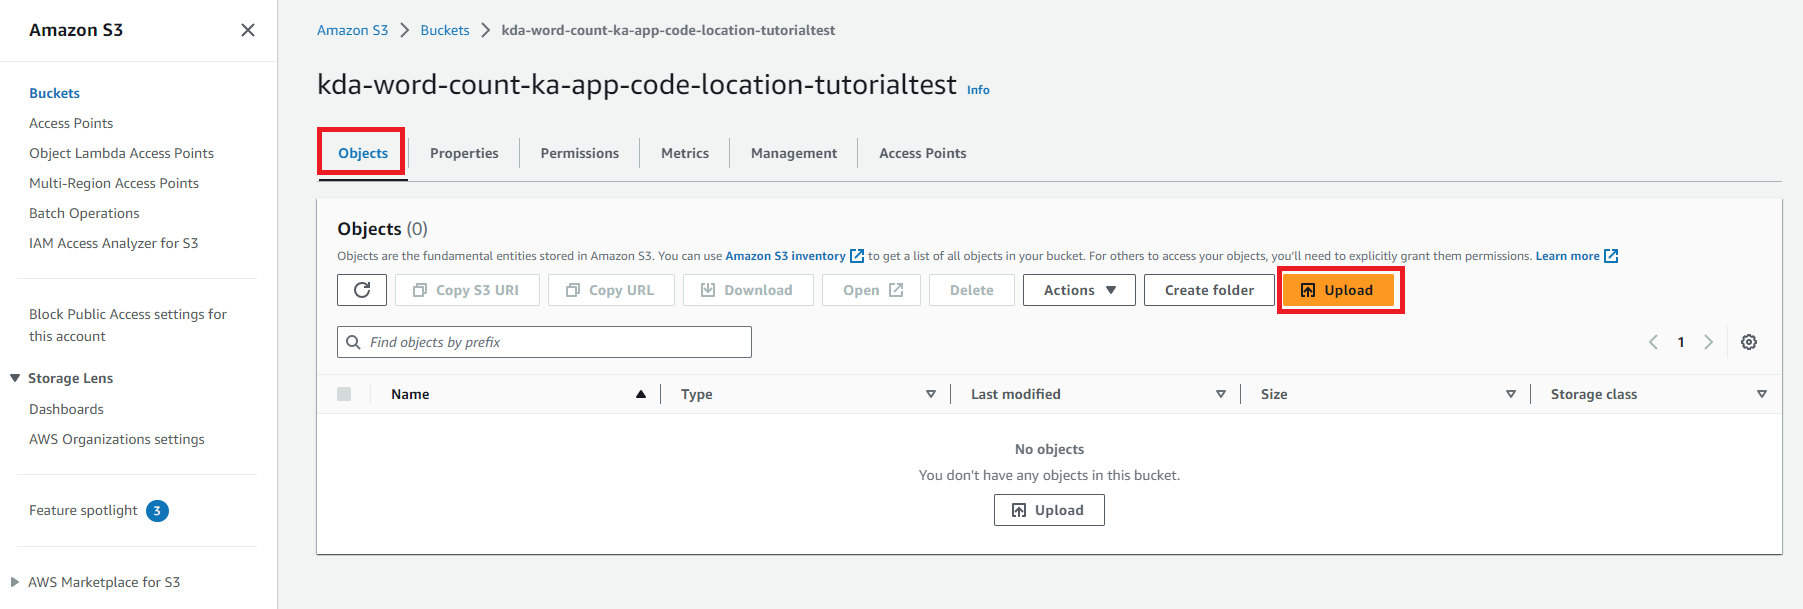 Amazon S3
Buckets
Access Points
Object Lambda Access Points
Multi-Region Access Points
Batch Operations
IAM Access Analyzer for S3
Block Public Access settings for
this account
Storage Lens
Dashboards
AWS Organizations settings
Feature spotlight 3
AWS Marketplace for S3
Amazon S3 Buckets kda-word-count-ka-app-code-location-tutorialtest
kda-word-count-ka-app-code-location-tutorialtest Info
Objects Properties Permissions Metrics Management Access Points
Objects (0)
Objects are the fundamental entities stored in Amazon S3. You can use Amazon S3 inventory to get a list of all objects in your bucket. For others to access your objects, you'll need to explicitly grant them permissions. Learn more
Copy S3 URI Copy URL Download Open Delete Actions Create folder Upload
Find objects by prefix 1
Name Type Last modified Size Storage class
No objects
You don't have any objects in this bucket.
Upload